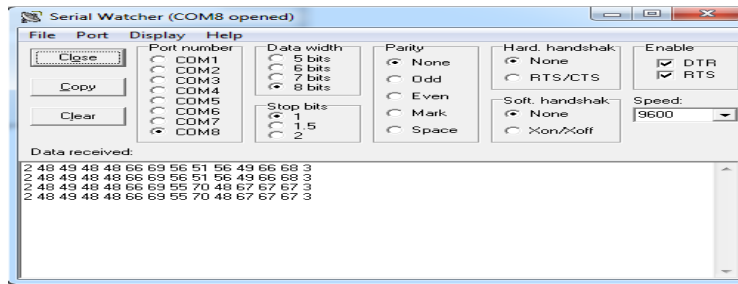 Serial Watcher (COM8 opened)
File Port Display Help
Close
Copy
Clear
Port number
COM1
COM2
COM3
COM4
COM5
COM6
COM7
COM8
Data width
5 bits
6 bits
7 bits
8 bits
Stop bits
1
1.5
2
Parity
None
Odd
Even
Mark
Space
Hard. handshak
None
RTS/CTS
Soft. handshak
None
Xon/Xoff
Enable
DTR
RTS
Speed:
9600
Data received:
2 48 49 48 48 66 69 56 51 56 49 66 68 3
2 48 49 48 48 66 69 56 51 56 49 66 68 3
2 48 49 48 48 66 69 55 70 48 67 67 67 3
2 48 49 48 48 66 69 55 70 48 67 67 67 3